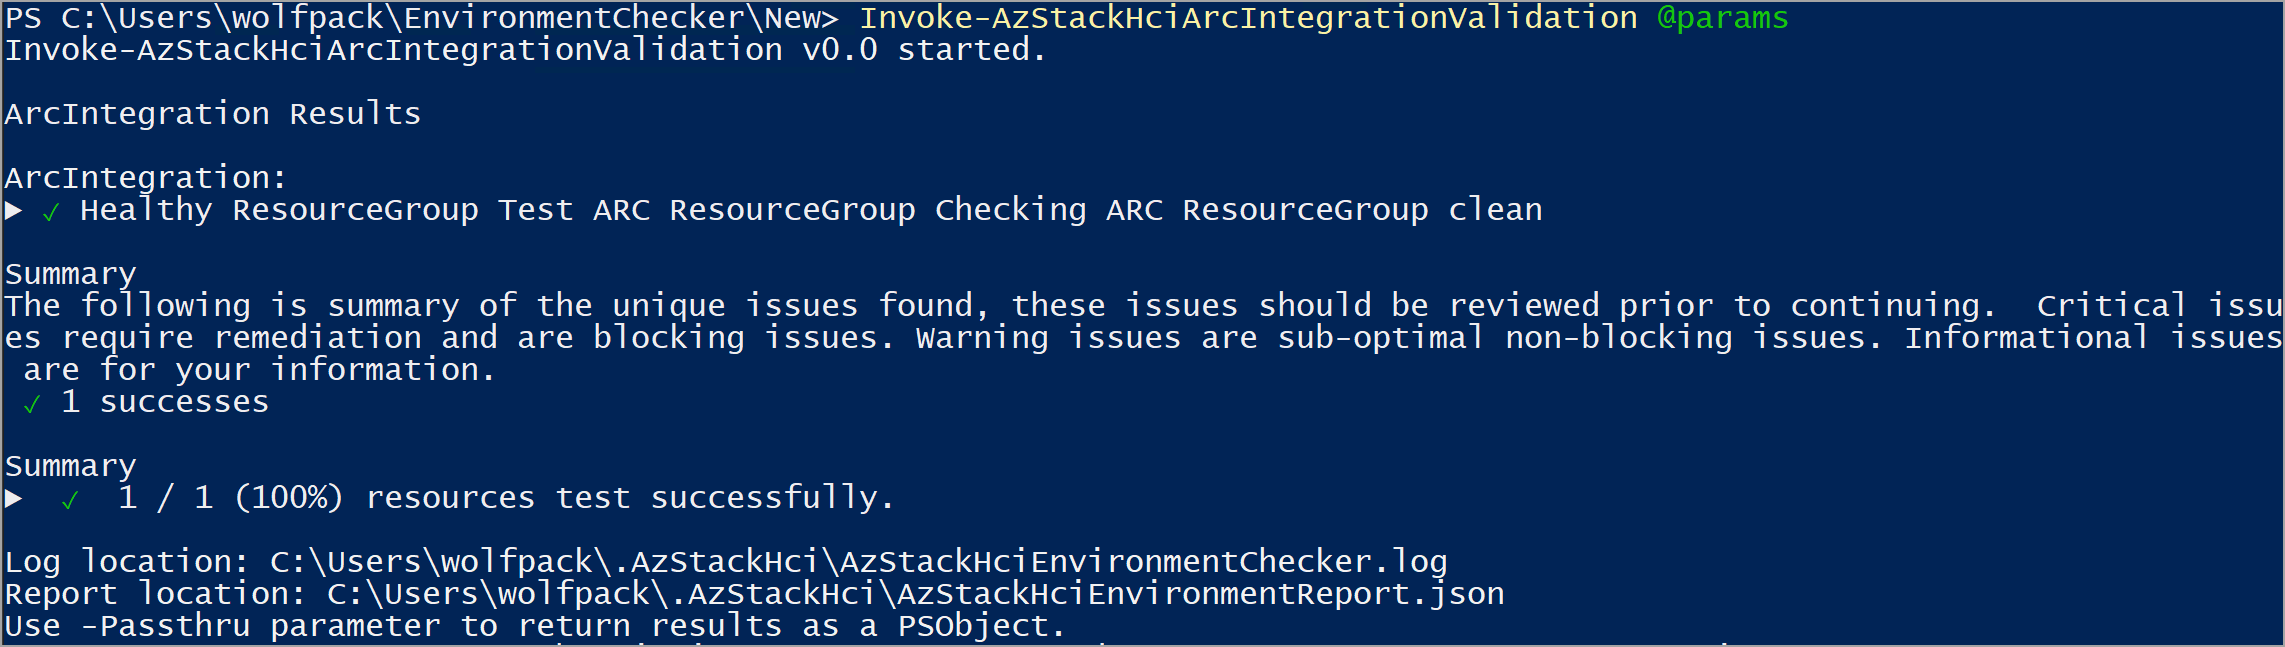 PS C:\Users\wolfpack\EnvironmentChecker\New> Invoke-AzStackHciArcIntegrationValidation @params
Invoke-AzStackHciArcIntegrationValidation v0.0 started.
ArcIntegration Results
ArcIntegration:
► ✓ Healthy ResourceGroup Test ARC ResourceGroup Checking ARC ResourceGroup clean
Summary
The following is summary of the unique issues found, these issues should be reviewed prior to continuing.  Critical issu
es require remediation and are blocking issues. Warning issues are sub-optimal non-blocking issues. Informational issues
 are for your information.
 ✓ 1 successes
Summary
►  ✓  1 / 1 (100%) resources test successfully.
Log location: C:\Users\wolfpack\.AzStackHci\AzStackHciEnvironmentChecker.log
Report location: C:\Users\wolfpack\.AzStackHci\AzStackHciEnvironmentReport.json
Use -Passthru parameter to return results as a PSObject.